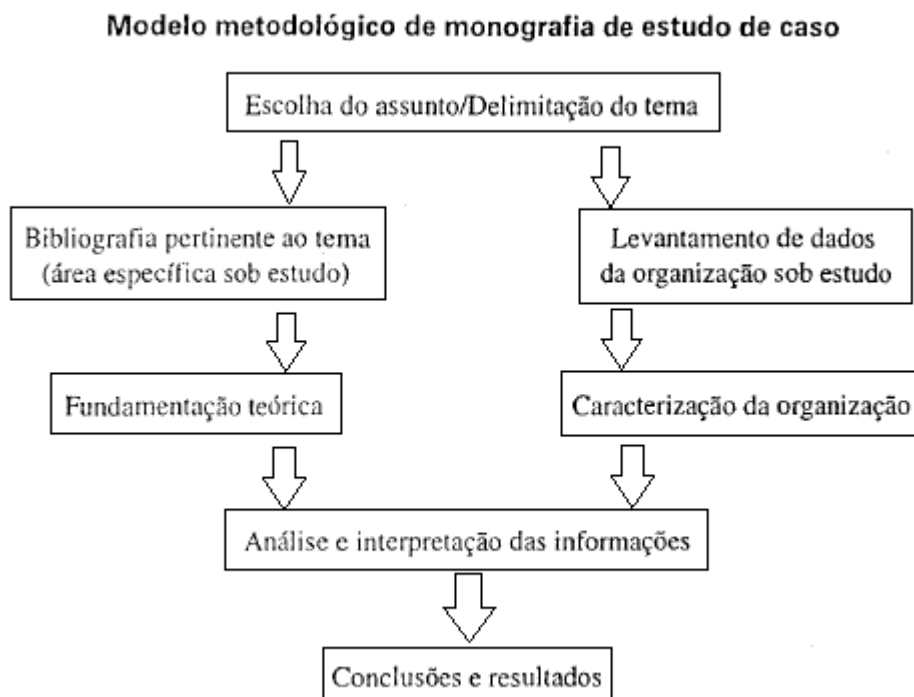 Modelo metodológico de monografia de estudo de caso
Escolha do assunto/Delimitação do tema
Bibliografia pertinente ao tema
(área específica sob estudo)
Levantamento de dados
da organização sob estudo
Fundamentação teórica
Caracterização da organização
Análise e interpretação das informações
Conclusões e resultados